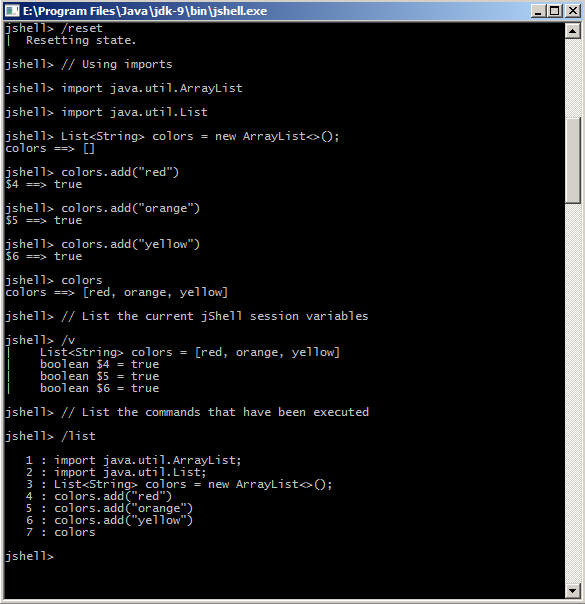 E:\Program Files\Java\jdk-9\bin\jshell.exe
jshell> /reset
|  Resetting state.
jshell> // Using imports
jshell> import java.util.ArrayList
jshell> import java.util.List
jshell> List<String> colors = new ArrayList<>();
colors ==> []
jshell> colors.add("red")
$4 ==> true
jshell> colors.add("orange")
$5 ==> true
jshell> colors.add("yellow")
$6 ==> true
jshell> colors
colors ==> [red, orange, yellow]
jshell> // List the current jShell session variables
jshell> /v
|    List<String> colors = [red, orange, yellow]
|    boolean $4 = true
|    boolean $5 = true
|    boolean $6 = true
jshell> // List the commands that have been executed
jshell> /list
   1 : import java.util.ArrayList;
   2 : import java.util.List;
   3 : List<String> colors = new ArrayList<>();
   4 : colors.add("red")
   5 : colors.add("orange")
   6 : colors.add("yellow")
   7 : colors
jshell>